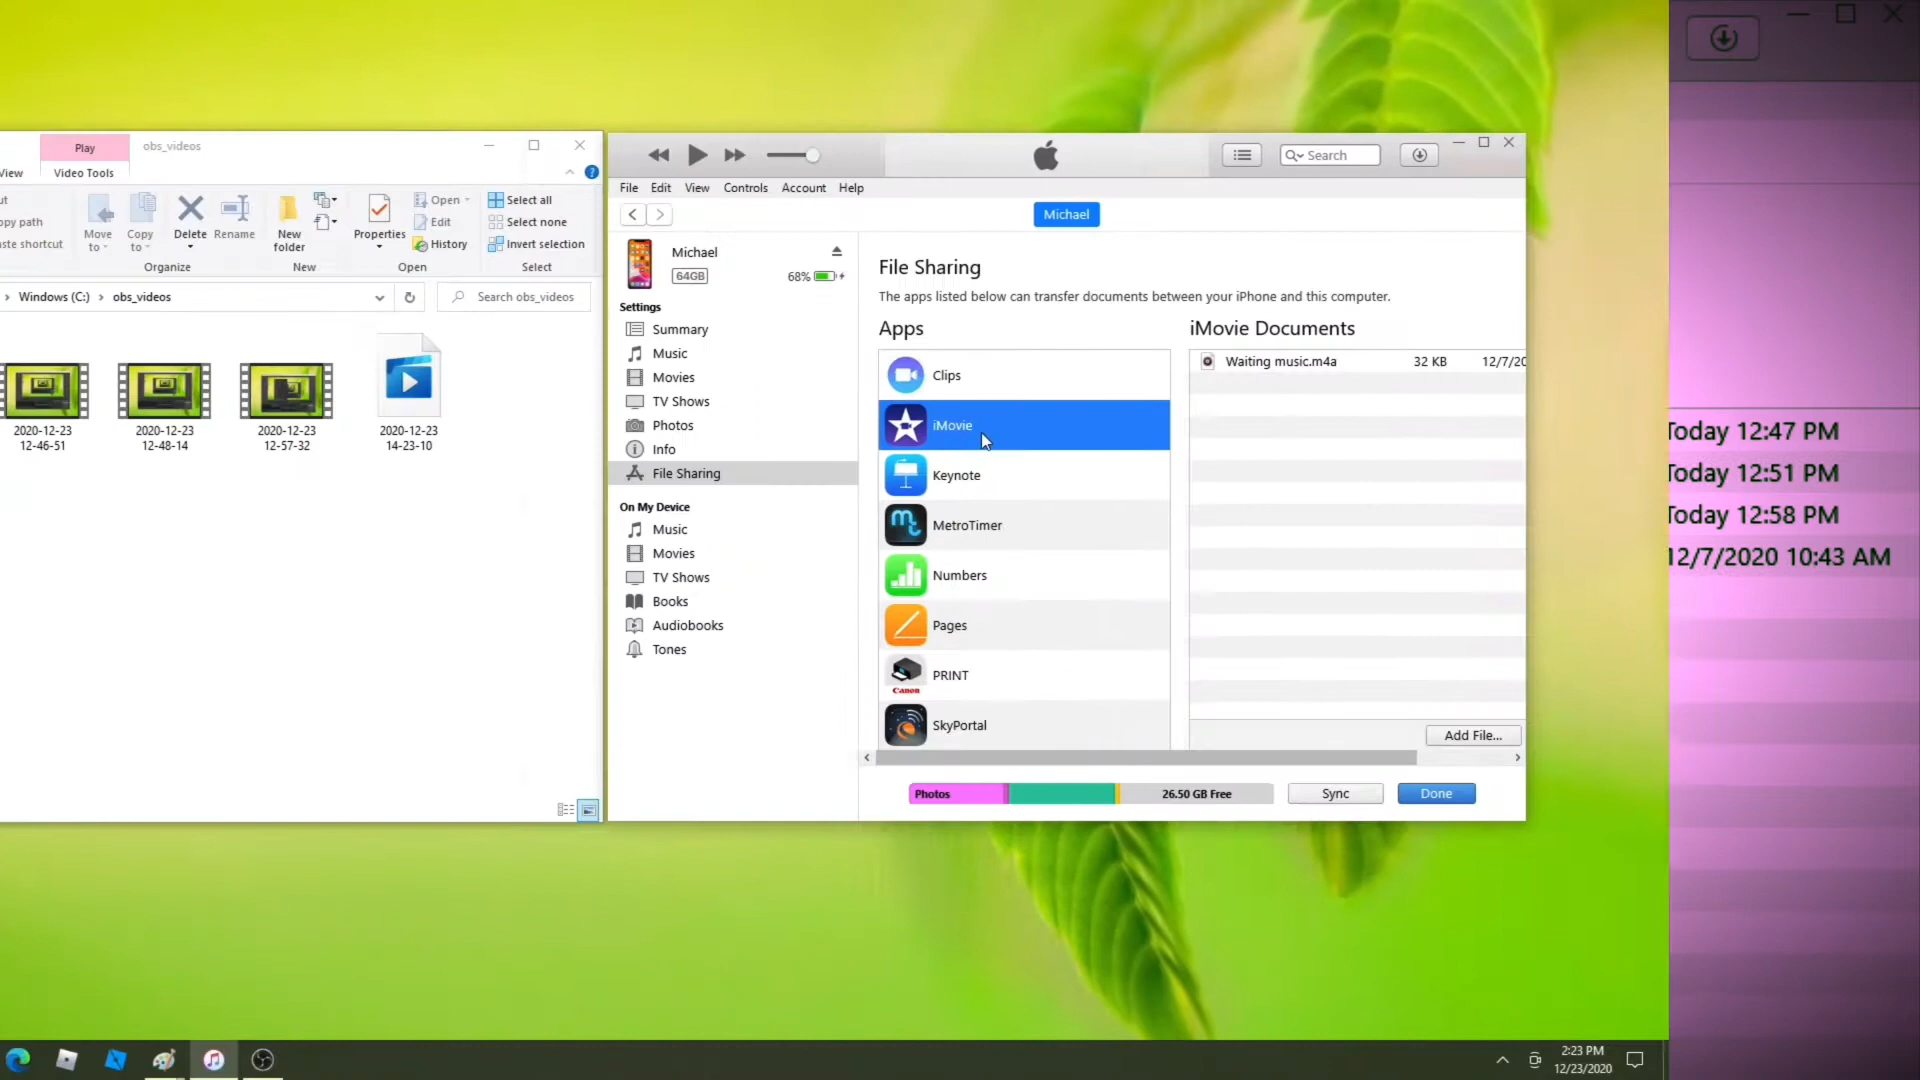 Play
obs_videos
View
Video Tools
Move to
Copy to
Delete
Rename
New folder
Properties
Open
Edit
History
Select all
Select none
Invert selection
Organize
New
Open
Select
Windows (C:)
obs_videos
Search obs_videos
2020-12-23 12-46-51
2020-12-23 12-48-14
2020-12-23 12-57-32
2020-12-23 14-23-10
Search
File Edit View Controls Account Help
Michael
Michael
64GB
68%
Settings
Summary
Music
Movies
TV Shows
Photos
Info
File Sharing
On My Device
Music
Movies
TV Shows
Books
Audiobooks
Tones
File Sharing
The apps listed below can transfer documents between your iPhone and this computer.
Apps
Clips
iMovie
Keynote
MetroTimer
Numbers
Pages
Canon
PRINT
SkyPortal
iMovie Documents
Waiting music.m4a 32 KB 12/7/20
Add File...
Photos
26.50 GB Free
Sync
Done
Today 12:47 PM
Today 12:51 PM
Today 12:58 PM
12/7/2020 10:43 AM
2:23 PM
12/23/2020